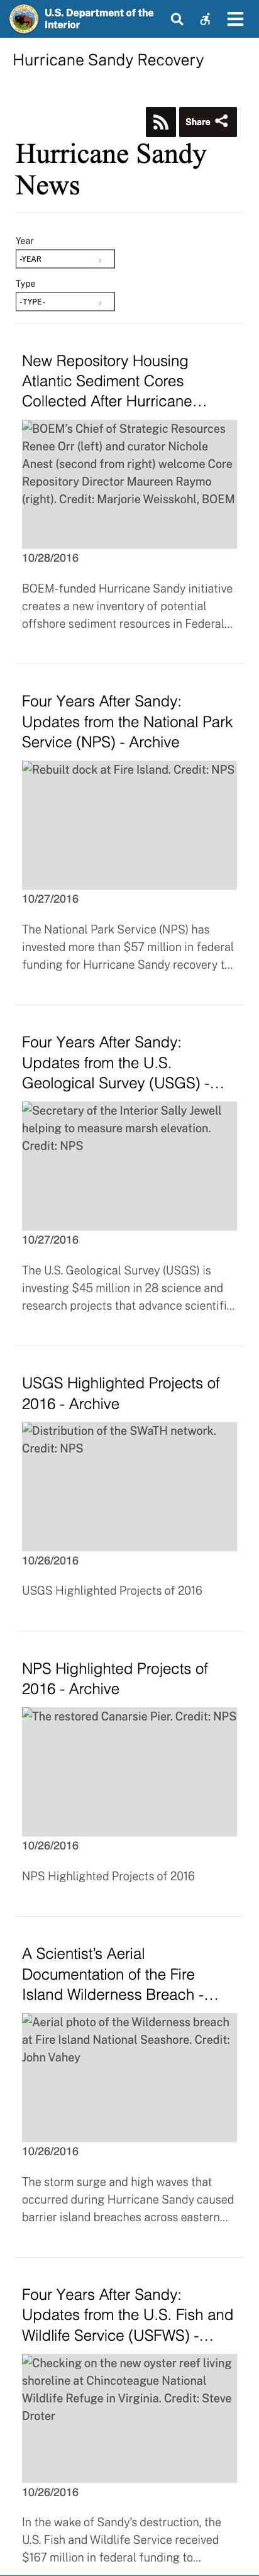 U.S. Department of the
Interior
Hurricane Sandy Recovery
Share
Hurricane Sandy
News
Year
-YEAR
Type
-TYPE-
New Repository Housing
Atlantic Sediment Cores
Collected After Hurricane…
BOEM's Chief of Strategic Resources
Renee Orr (left) and curator Nichole
Anest (second from right) welcome Core
Repository Director Maureen Raymo
(right). Credit: Marjorie Weisskohl, BOEM
10/28/2016
BOEM-funded Hurricane Sandy initiative
creates a new inventory of potential
offshore sediment resources in Federal...
Four Years After Sandy:
Updates from the National Park
Service (NPS) - Archive
Rebuilt dock at Fire Island. Credit: NPS
10/27/2016
The National Park Service (NPS) has
invested more than $57 million in federal
funding for Hurricane Sandy recovery t...
Four Years After Sandy:
Updates from the U.S.
Geological Survey (USGS) -…
Secretary of the Interior Sally Jewell
helping to measure marsh elevation.
Credit: NPS
10/27/2016
The U.S. Geological Survey (USGS) is
investing $45 million in 28 science and
research projects that advance scientifi...
USGS Highlighted Projects of
2016 - Archive
Distribution of the SWaTH network.
Credit: NPS
10/26/2016
USGS Highlighted Projects of 2016
NPS Highlighted Projects of
2016 - Archive
The restored Canarsie Pier. Credit: NPS
10/26/2016
NPS Highlighted Projects of 2016
A Scientist's Aerial
Documentation of the Fire
Island Wilderness Breach -…
Aerial photo of the Wilderness breach
at Fire Island National Seashore. Credit:
John Vahey
10/26/2016
The storm surge and high waves that
occurred during Hurricane Sandy caused
barrier island breaches across eastern...
Four Years After Sandy:
Updates from the U.S. Fish and
Wildlife Service (USFWS) -…
Checking on the new oyster reef living
shoreline at Chincoteague National
Wildlife Refuge in Virginia. Credit: Steve
Droter
10/26/2016
In the wake of Sandy's destruction, the
U.S. Fish and Wildlife Service received
$167 million in federal funding to...